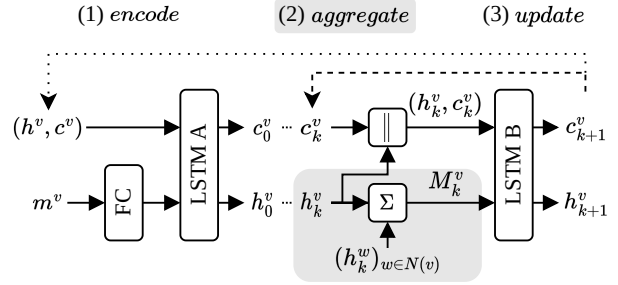 (1) encode (2) aggregate (3) update
(h^v, c^v) LSTM A c_0^v ··· c_k^v || (h_k^v, c_k^v) LSTM B c_{k+1}^v
m^v FC h_0^v ··· h_k^v Σ M_k^v h_{k+1}^v
(h_k^w)_{w∈N(v)}